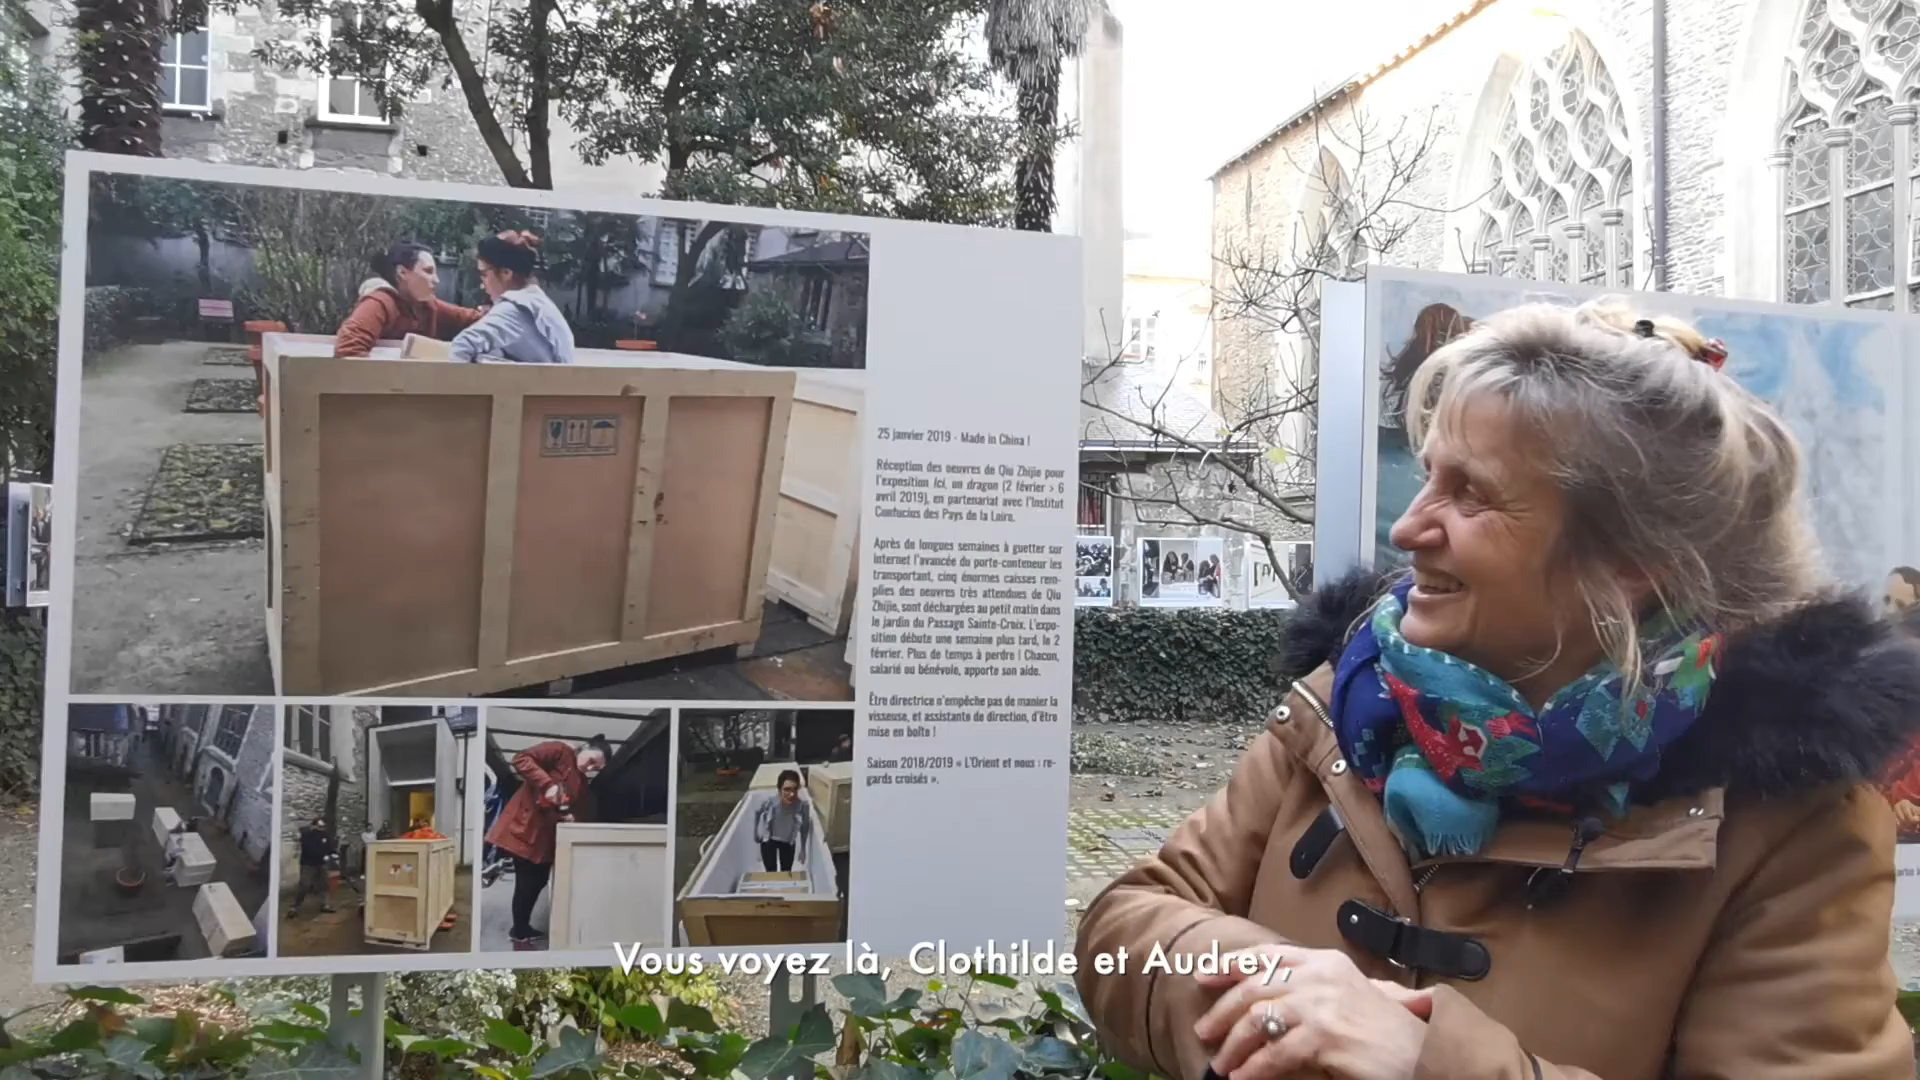 25 janvier 2019 - Made in China !
Réception des oeuvres de Qiu Zhijie pour
l'exposition Ici, un dragon (2 février > 6
avril 2019), en partenariat avec l'Institut
Confucius des Pays de la Loire.
Après de longues semaines à guetter sur
internet l'avancée du porte-conteneur les
transportant, cinq énormes caisses rem-
plies des oeuvres très attendues de Qiu
Zhijie, sont déchargées au petit matin dans
le jardin du Passage Sainte-Croix. L'expo-
sition débute une semaine plus tard, le 2
février. Plus de temps à perdre ! Chacun,
salarié ou bénévole, apporte son aide.
Être directrice n'empêche pas de manier la
visseuse, et assistante de direction, d'être
mise en boîte !
Saison 2018/2019 « L'Orient et nous : re-
gards croisés ».
Vous voyez là, Clothilde et Audrey,